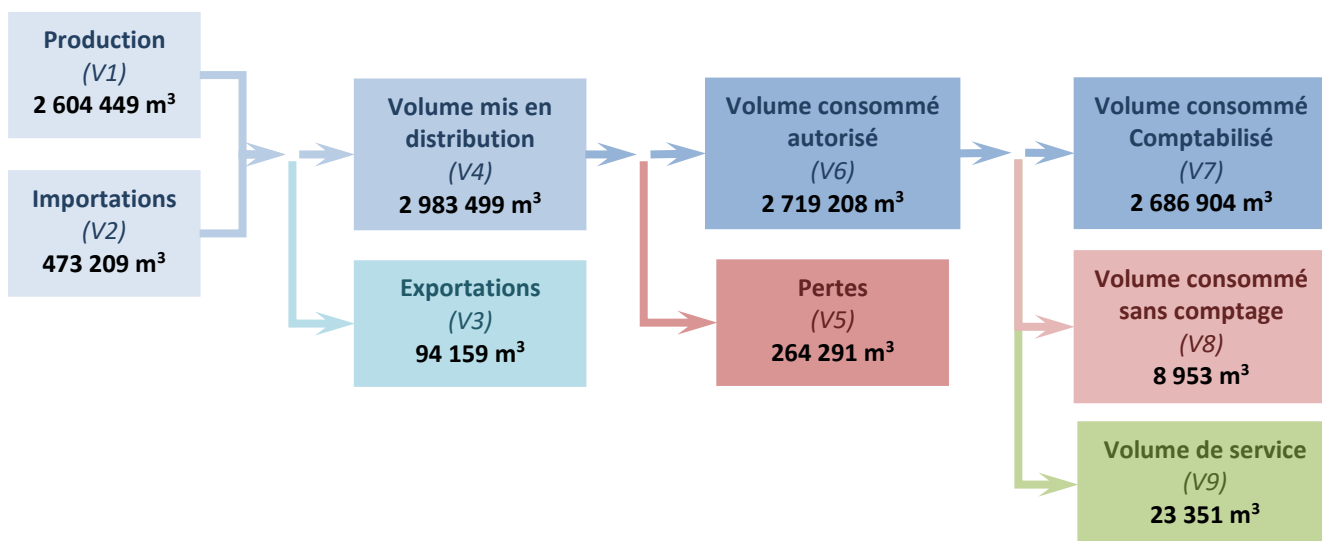 Production
(V1)
2 604 449 m³
Importations
(V2)
473 209 m³
Volume mis en
distribution
(V4)
2 983 499 m³
Exportations
(V3)
94 159 m³
Volume consommé
autorisé
(V6)
2 719 208 m³
Pertes
(V5)
264 291 m³
Volume consommé
Comptabilisé
(V7)
2 686 904 m³
Volume consommé
sans comptage
(V8)
8 953 m³
Volume de service
(V9)
23 351 m³